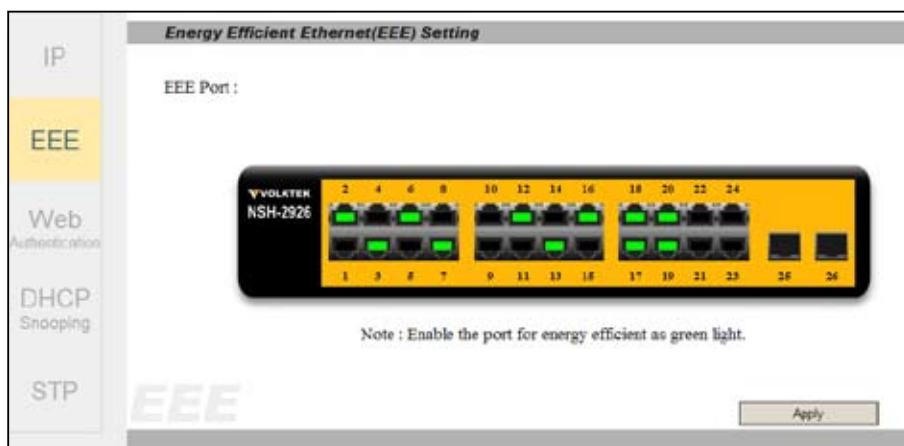 IP
EEE
Web
Authentication
DHCP
Snooping
STP
Energy Efficient Ethernet(EEE) Setting
EEE Port :
VOLKTEK
NSH-2926
2 4 6 8 10 12 14 16 18 20 22 24
1 3 5 7 9 11 13 15 17 19 21 23 25 26
Note : Enable the port for energy efficient as green light.
EEE
Apply